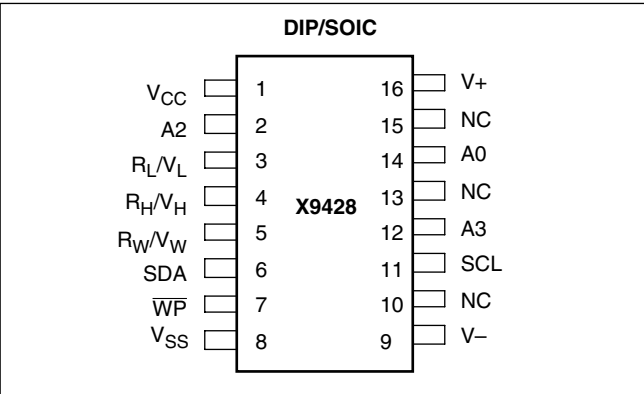 DIP/SOIC
VCC 1 16 V+
A2 2 15 NC
RL/VL 3 14 A0
RH/VH 4 13 NC
X9428
RW/VW 5 12 A3
SDA 6 11 SCL
WP 7 10 NC
VSS 8 9 V–